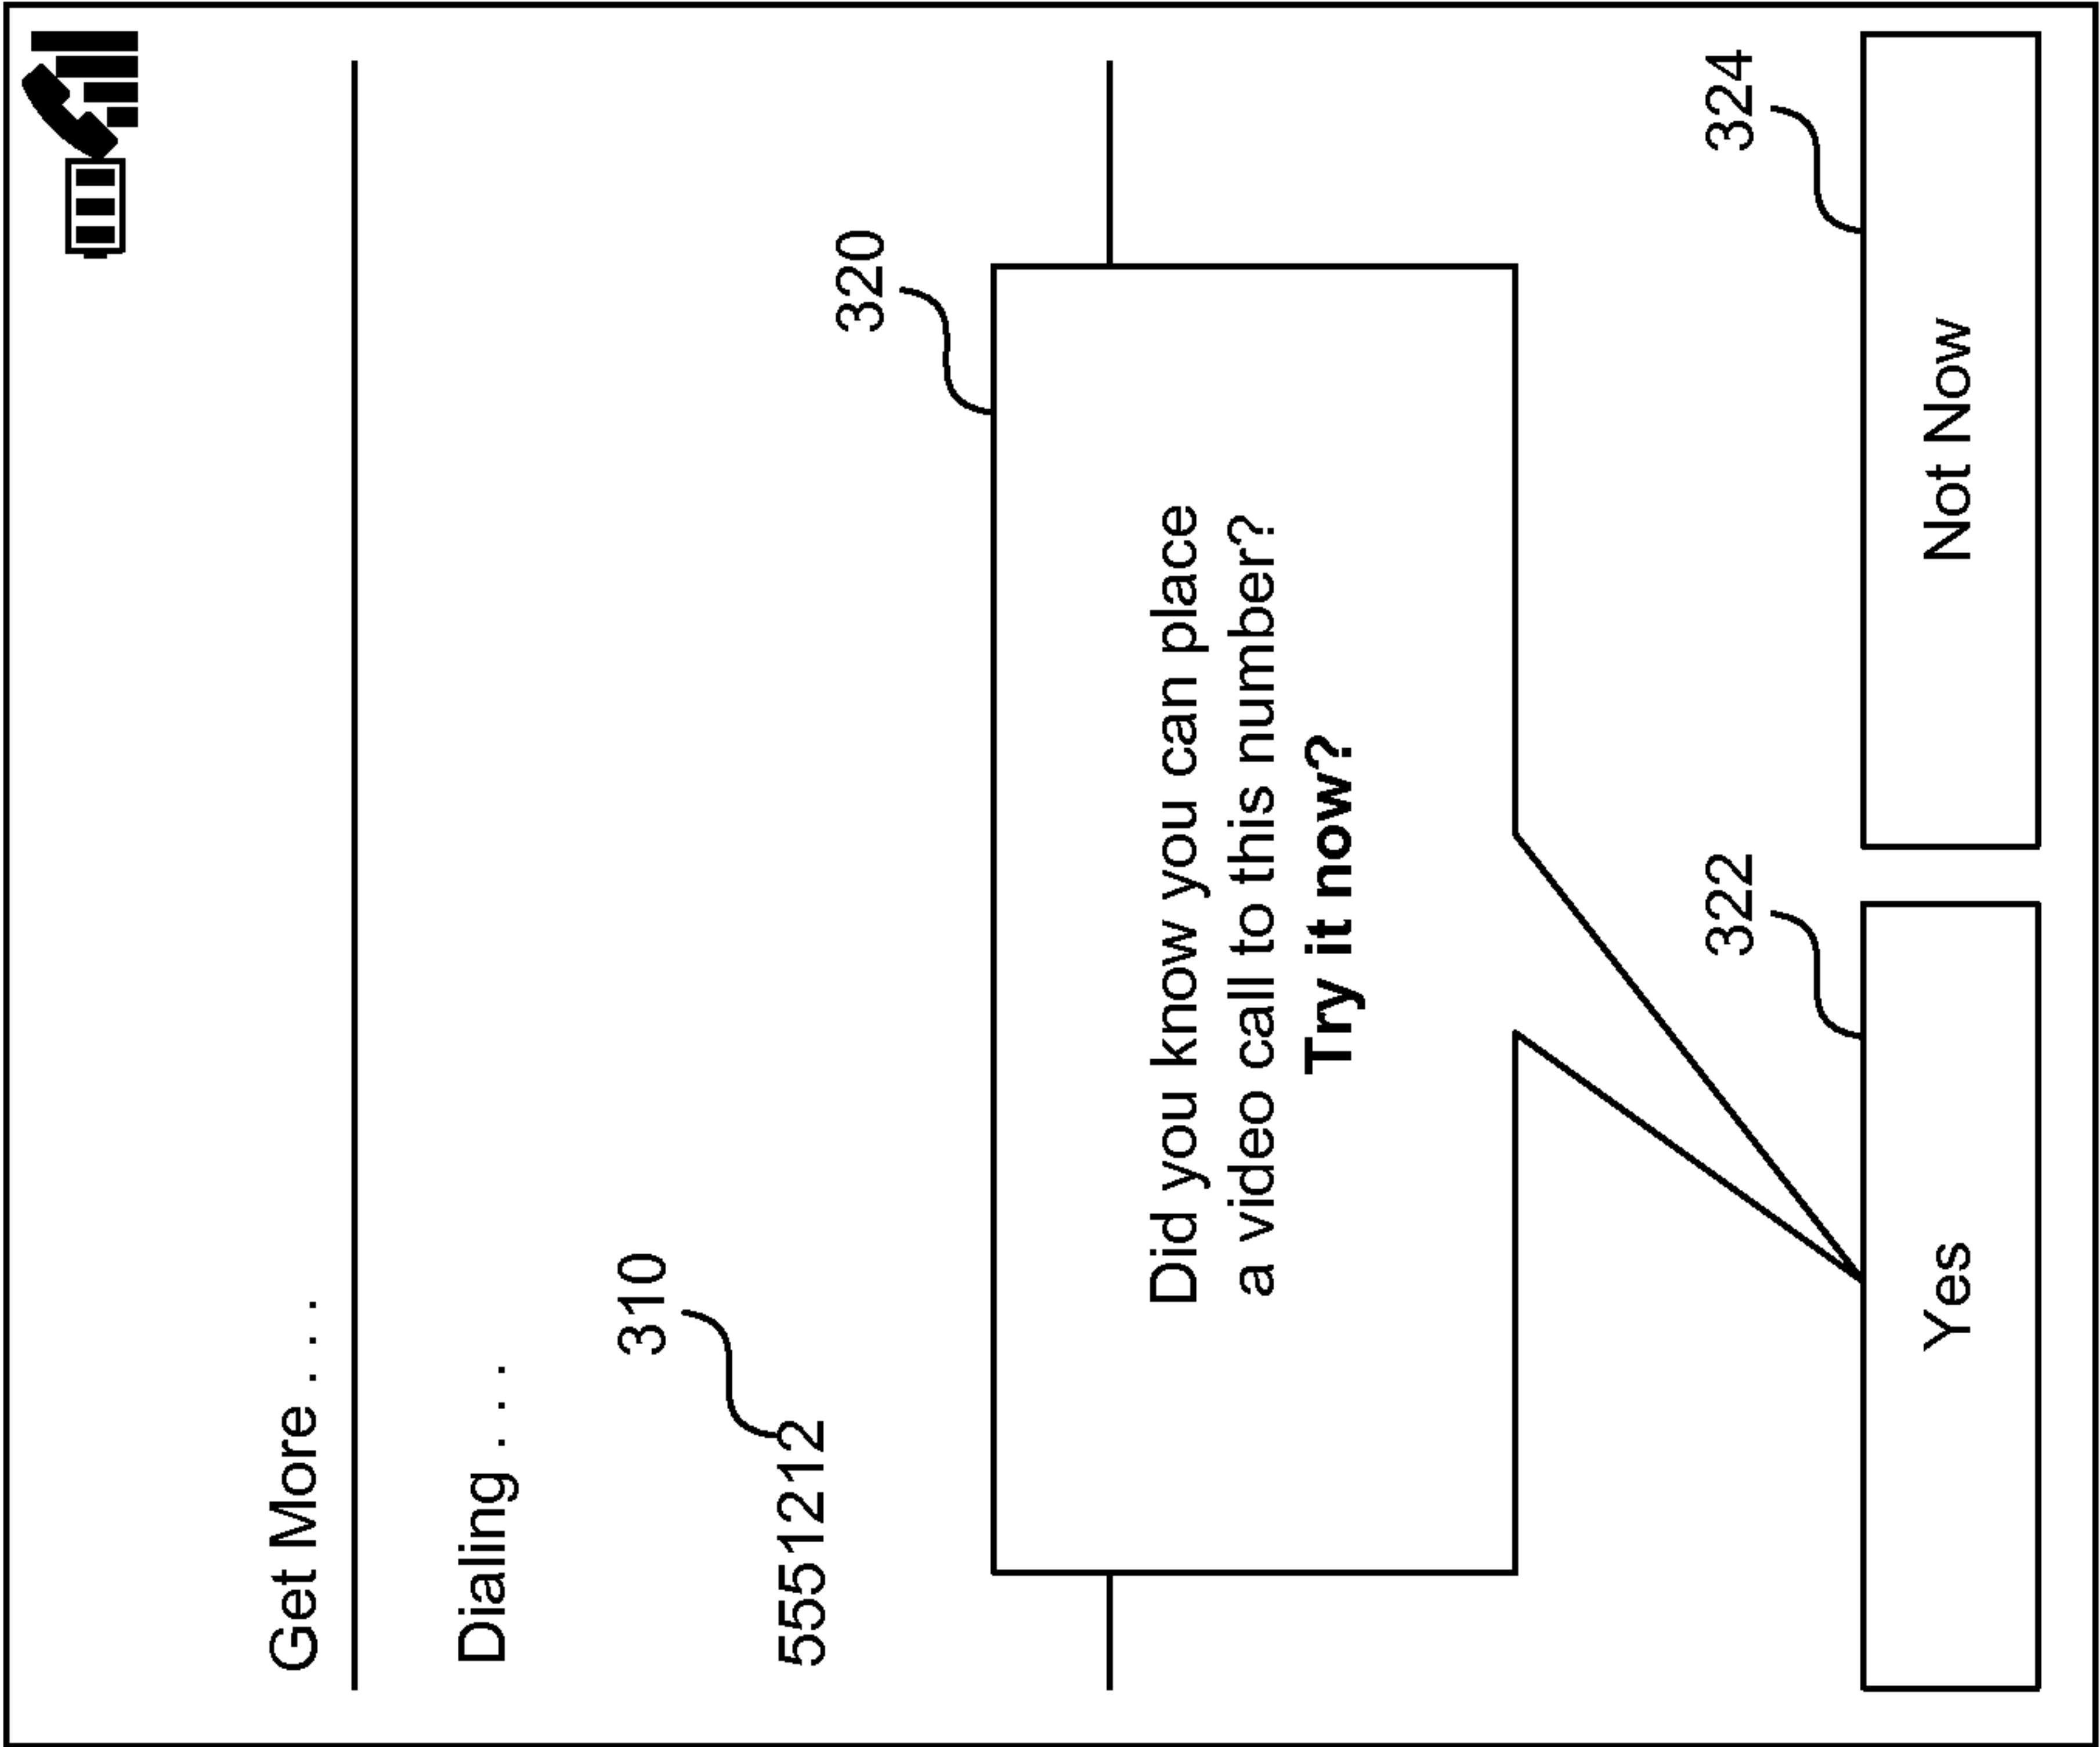 Get More . . .
Dialing . . .
310
5551212
320
Did you know you can place
a video call to this number?
Try it now?
322
324
Yes
Not Now